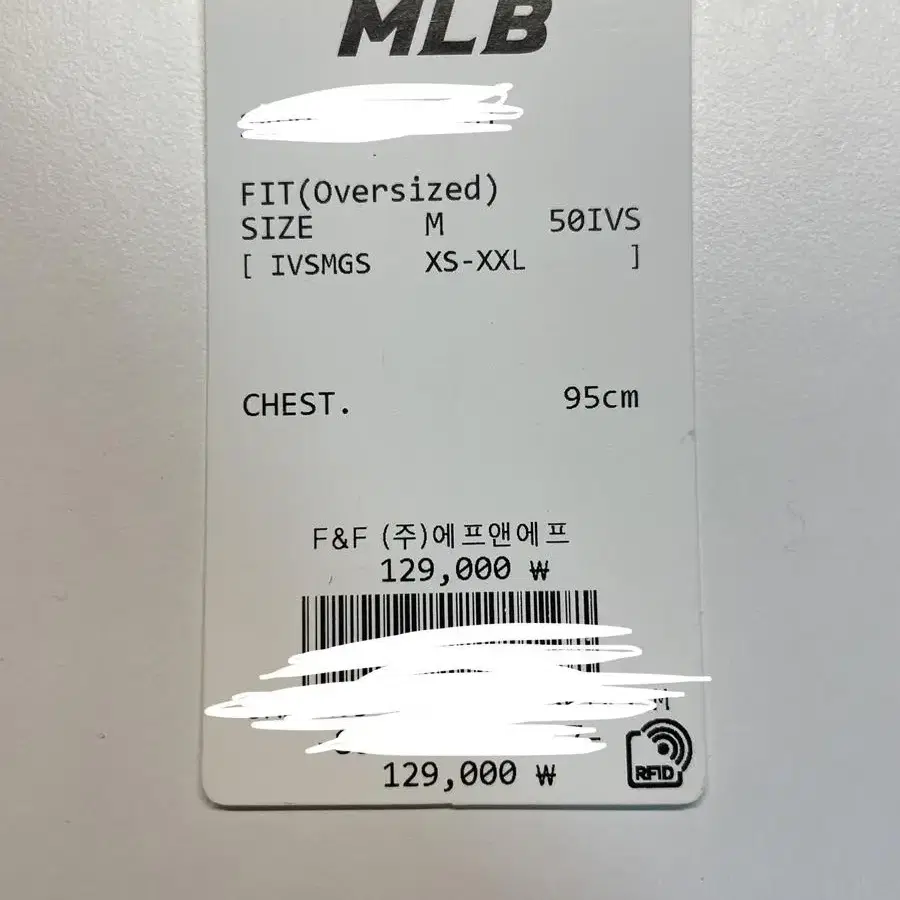 MLB
FIT(Oversized)
SIZE M 50IVS
[ IVSMGS XS-XXL ]
CHEST. 95cm
F&F (주)에프앤에프
129,000 ₩
M
129,000 ₩
RFID